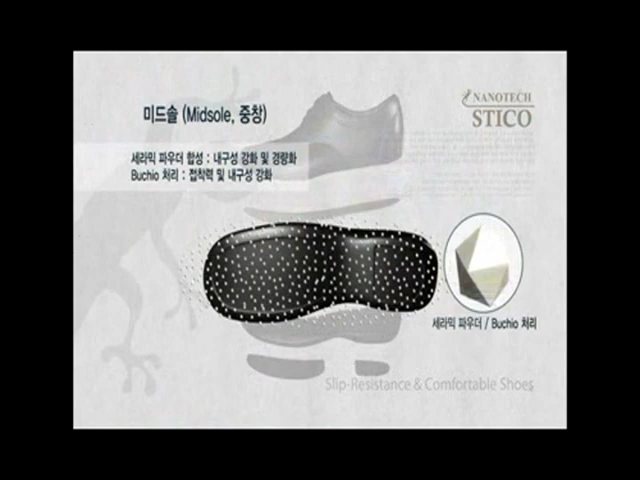 미드솔 (Midsole, 중창)
NANOTECH
STICO
세라믹 파우더 합성 : 내구성 강화 및 경량화
Buchio 처리 : 접착력 및 내구성 강화
세라믹 파우더 / Buchio 처리
Slip-Resistance & Comfortable Shoes